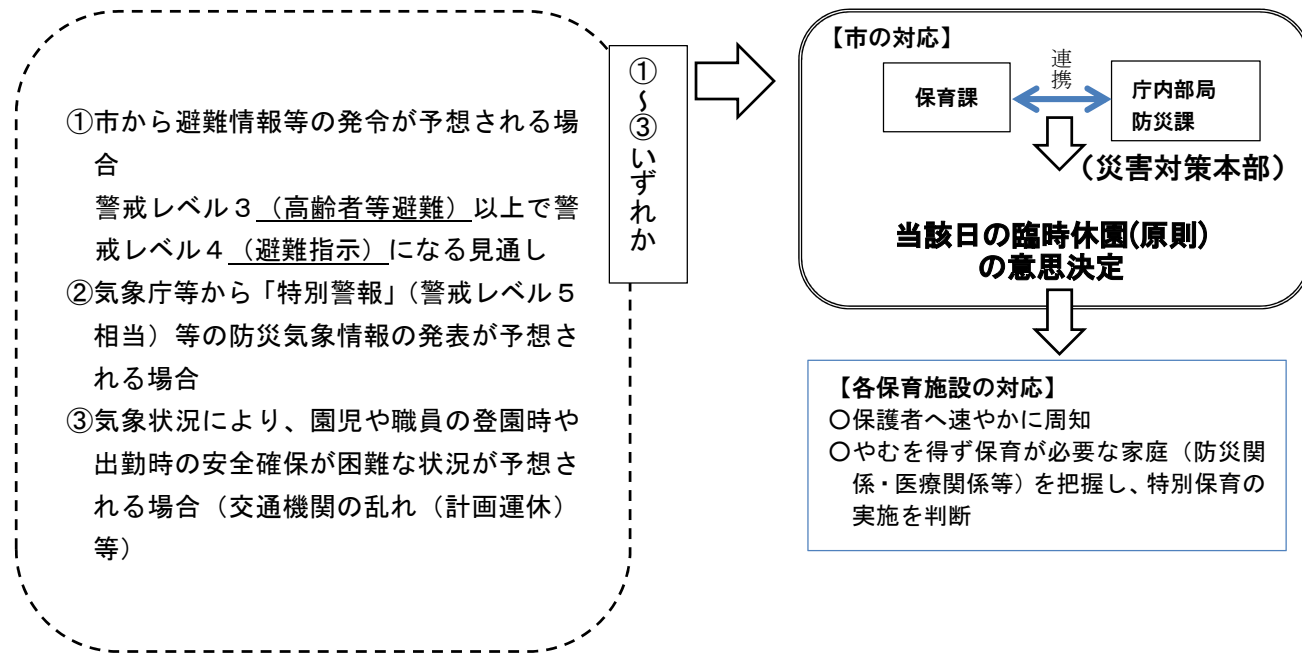 ①市から避難情報等の発令が予想される場
合
警戒レベル３（高齢者等避難）以上で警
戒レベル４（避難指示）になる見通し
②気象庁等から「特別警報」（警戒レベル５
相当）等の防災気象情報の発表が予想さ
れる場合
③気象状況により、園児や職員の登園時や
出勤時の安全確保が困難な状況が予想さ
れる場合（交通機関の乱れ（計画運休）
等）
①～③いずれか
【市の対応】
保育課
連携
庁内部局
防災課
（災害対策本部）
当該日の臨時休園(原則)
の意思決定
【各保育施設の対応】
〇保護者へ速やかに周知
〇やむを得ず保育が必要な家庭（防災関
係・医療関係等）を把握し、特別保育の
実施を判断